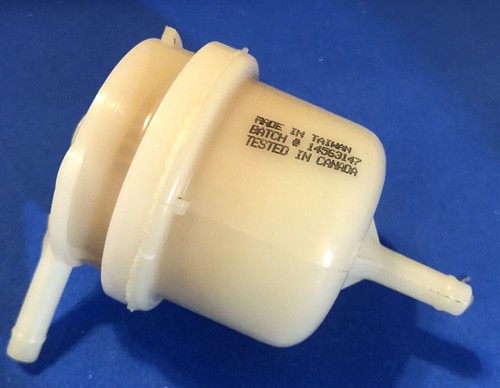 MADE IN TAIWAN
BATCH # 14563147
TESTED IN CANADA